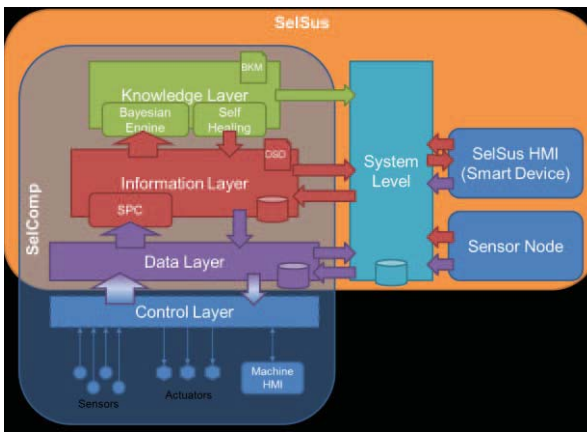 SelSus
BKM
Knowledge Layer
Bayesian
Engine
Self
Healing
DSD
Information Layer
SPC
System
Level
SelSus HMI
(Smart Device)
Sensor Node
SelComp
Data Layer
Control Layer
Machine
HMI
Sensors
Actuators